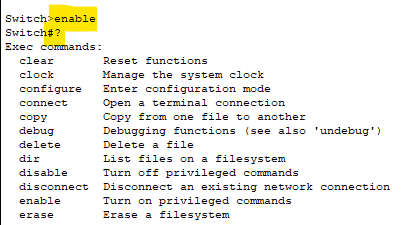 Switch>enable
Switch#?
Exec commands:
  clear       Reset functions
  clock       Manage the system clock
  configure   Enter configuration mode
  connect     Open a terminal connection
  copy        Copy from one file to another
  debug       Debugging functions (see also 'undebug')
  delete      Delete a file
  dir         List files on a filesystem
  disable     Turn off privileged commands
  disconnect  Disconnect an existing network connection
  enable      Turn on privileged commands
  erase       Erase a filesystem